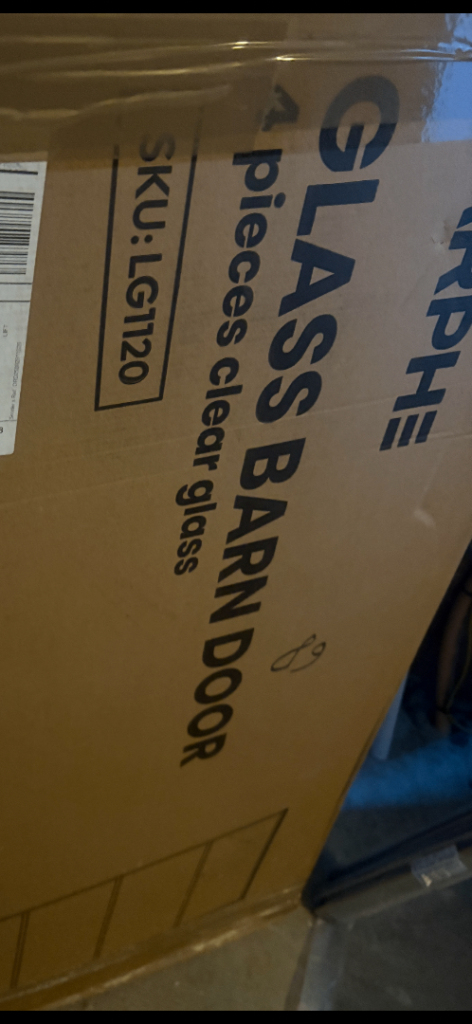 RPHE
GLASS BARN DOOR
4 pieces clear glass
SKU: LG1120
89